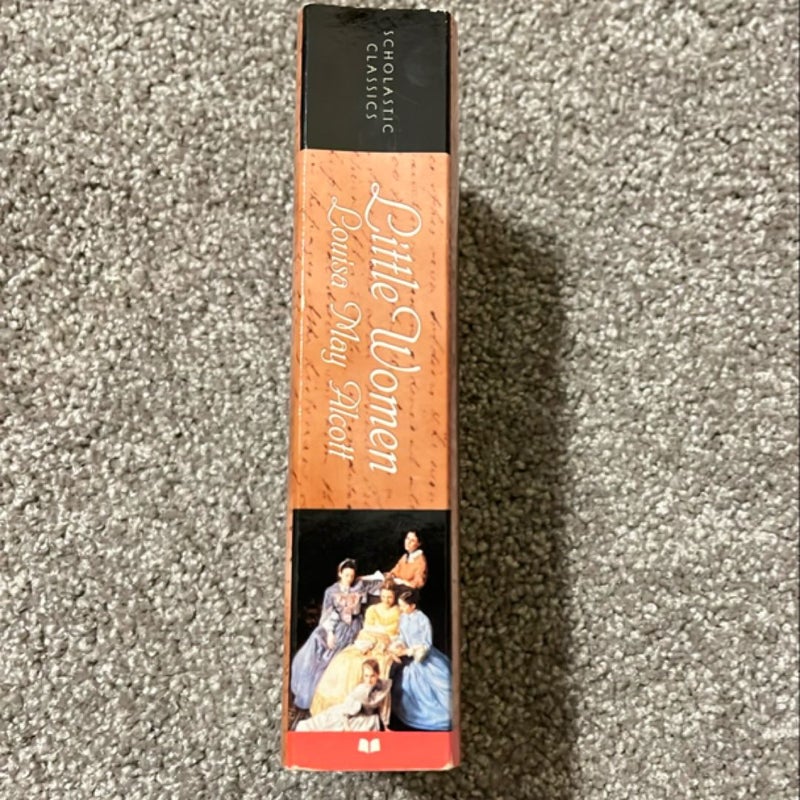 SCHOLASTIC
CLASSICS
Little Women
Louisa May Alcott